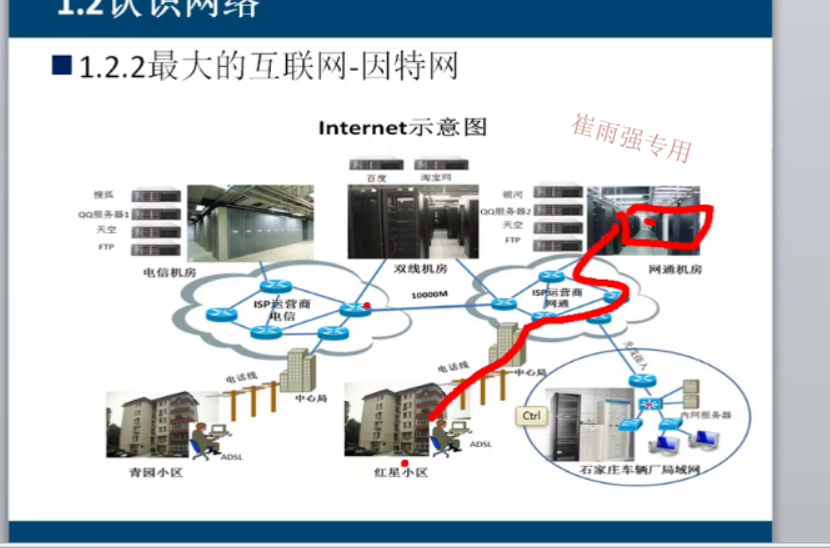 1.2认识网络
■1.2.2最大的互联网-因特网
Internet示意图
崔雨强专用
百度 淘宝网
搜狐
QQ服务器1
天空
FTP
银河
QQ服务器2
天空
FTP
电信机房
双线机房
网通机房
ISP运营商
电信
10000M
ISP运营商
网通
电话线
中心局
电话线
中心局
光线接入
Ctrl
内网服务器
ADSL
ADSL
青园小区
红星小区
石家庄车辆厂局域网